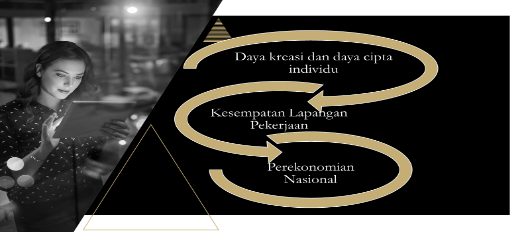 Daya kreasi dan daya cipta
individu
Kesempatan Lapangan
Pekerjaan
Perekonomian
Nasional